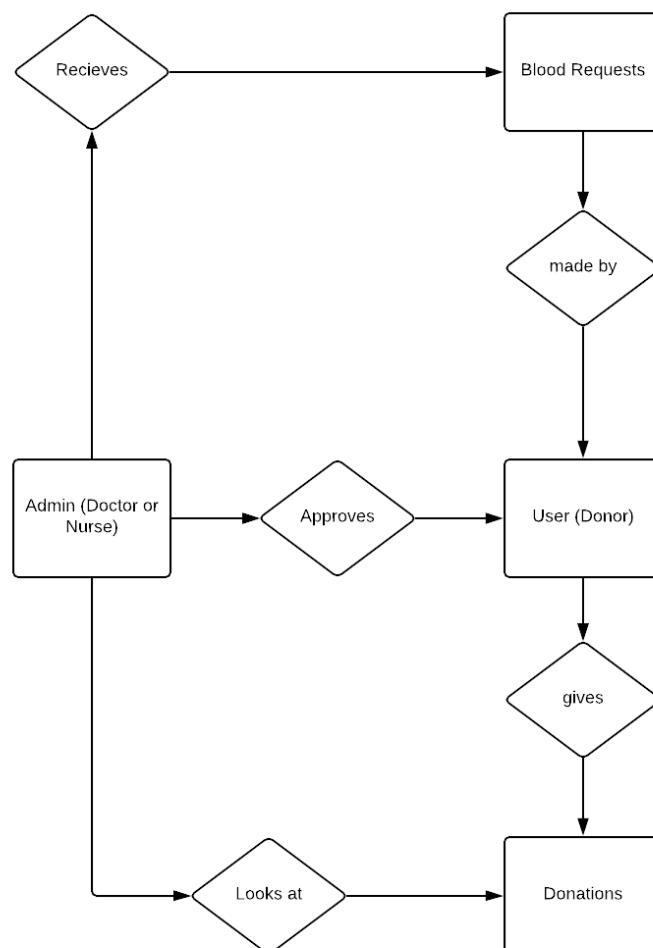 Recieves
Blood Requests
made by
Admin (Doctor or
Nurse)
Approves
User (Donor)
gives
Looks at
Donations